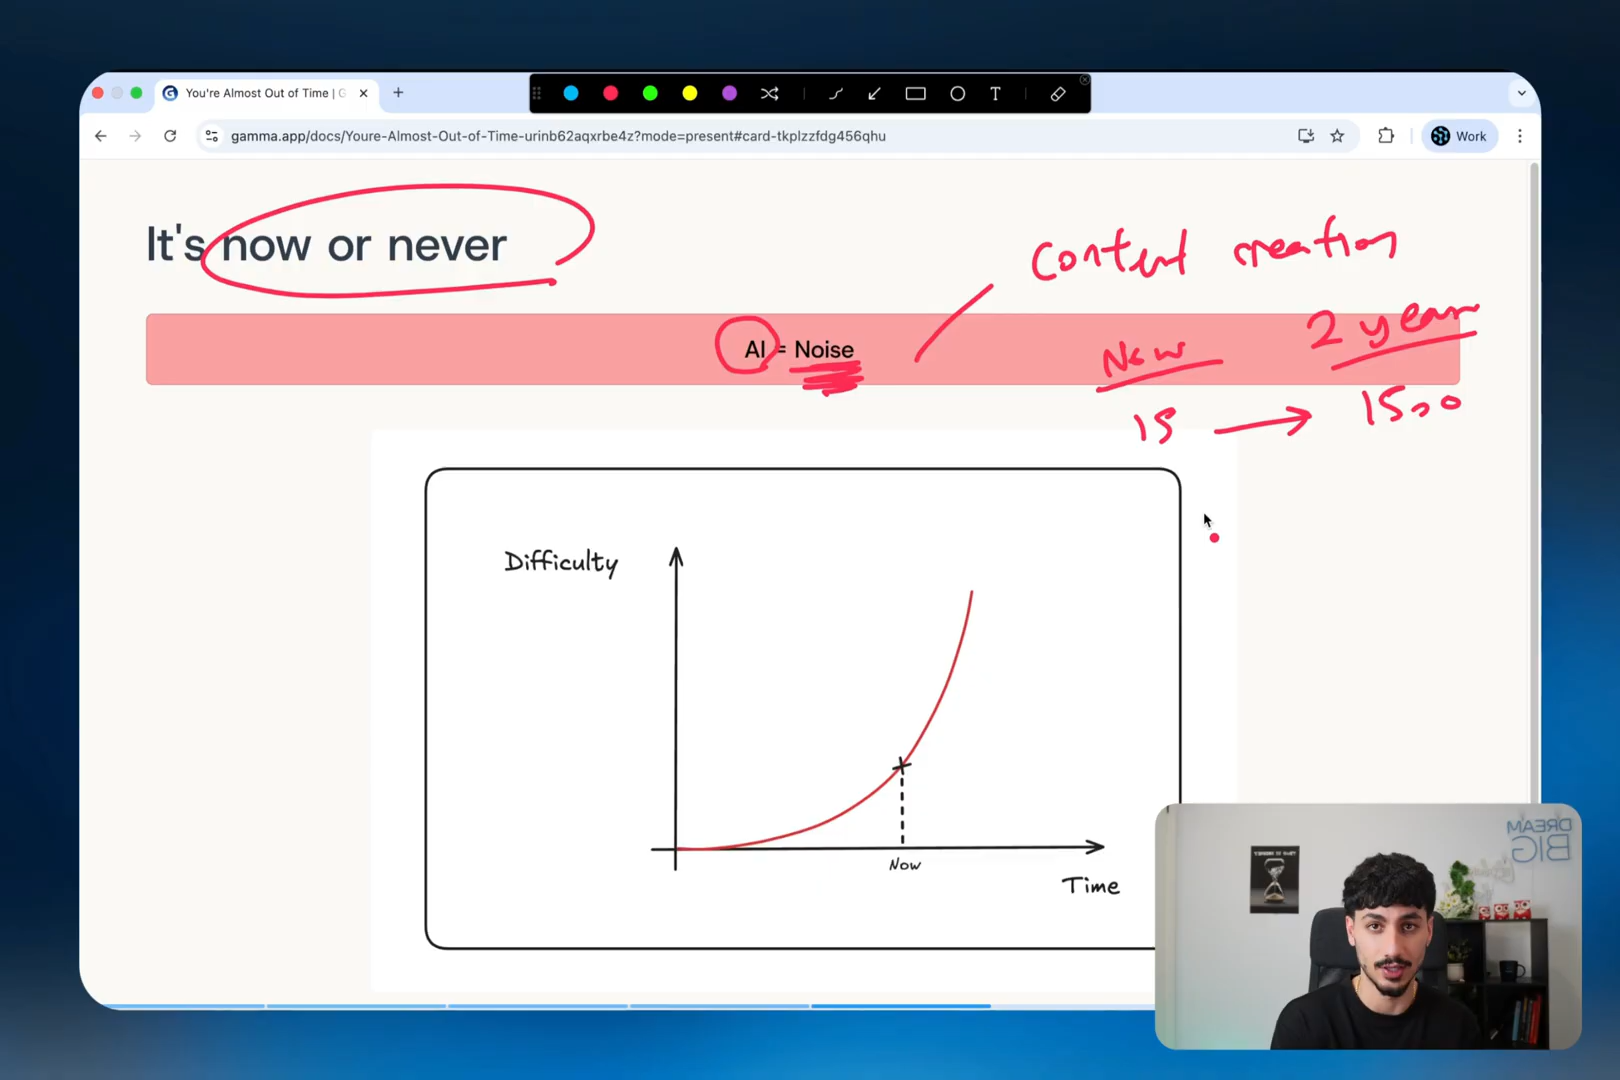 You're Almost Out of Time | G
gamma.app/docs/Youre-Almost-Out-of-Time-urinb62aqxrbe4z?mode=present#card-tkplzzfdg456qhu
Work
T
It's now or never
Content creation
AI = Noise
Now
2 years
15
1500
Difficulty
Now
Time
DREAM
BIG